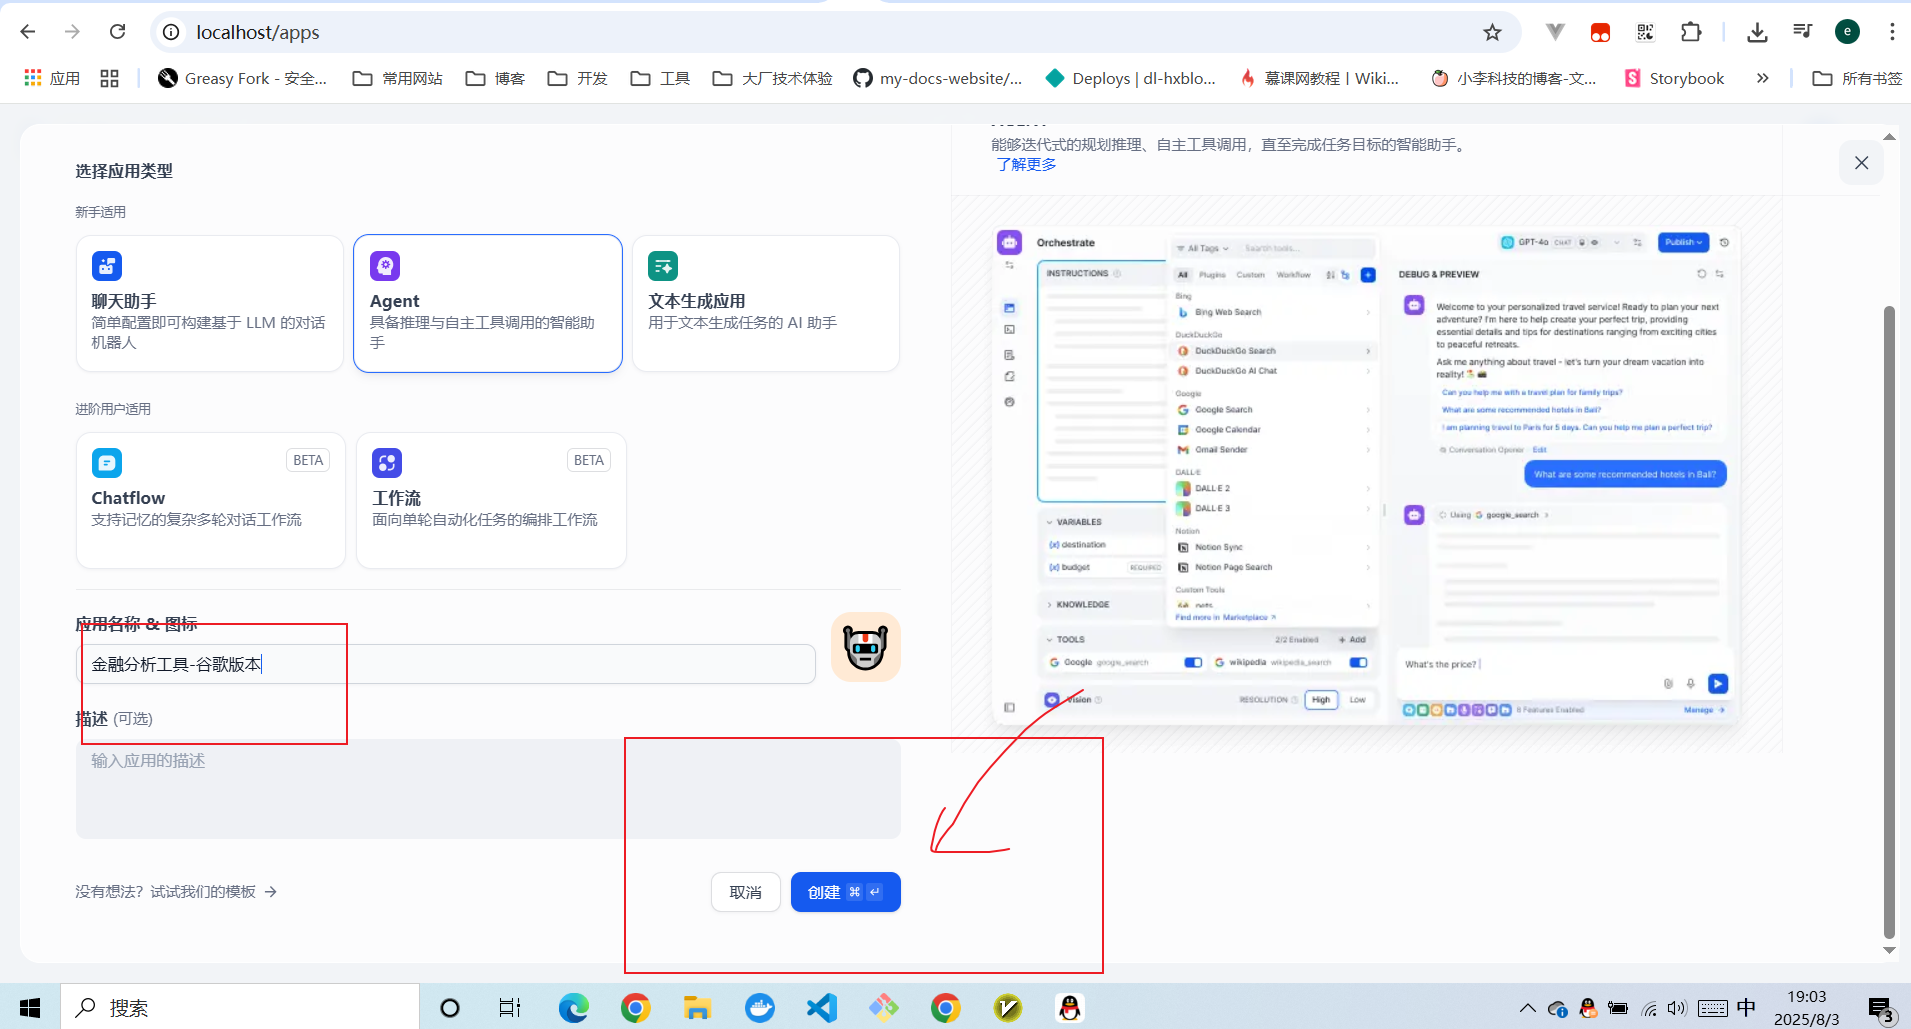 localhost/apps
e
应用
Greasy Fork - 安全...
常用网站
博客
开发
工具
大厂技术体验
my-docs-website/...
Deploys | dl-hxblo...
慕课网教程丨Wiki...
小李科技的博客-文...
Storybook
所有书签
能够迭代式的规划推理、自主工具调用，直至完成任务目标的智能助手。
了解更多
选择应用类型
新手适用
聊天助手
简单配置即可构建基于 LLM 的对话
机器人
Agent
具备推理与自主工具调用的智能助
手
文本生成应用
用于文本生成任务的 AI 助手
进阶用户适用
BETA
Chatflow
支持记忆的复杂多轮对话工作流
BETA
工作流
面向单轮自动化任务的编排工作流
应用名称 & 图标
金融分析工具-谷歌版本
描述 (可选)
输入应用的描述
没有想法？试试我们的模板 →
取消
创建 ⌘ ↵
Orchestrate
INSTRUCTIONS
All Tags
Search tools...
All Plugins Custom Workflow
Bing
Bing Web Search
DuckDuckGo
DuckDuckGo Search
DuckDuckGo AI Chat
Google
Google Search
Google Calendar
Gmail Sender
DALL·E
DALL·E 2
DALL·E 3
Notion
Notion Sync
Notion Page Search
Custom Tools
Find more in Marketplace
VARIABLES
{x} destination
{x} budget
REQUIRED
KNOWLEDGE
TOOLS
2/2 Enabled
+ Add
Google google_search
wikipedia wikipedia_search
Vision
RESOLUTION
High
Low
GPT-4o CHAT
Publish
DEBUG & PREVIEW
Welcome to your personalized travel service! Ready to plan your next
adventure? I'm here to help create your perfect trip, providing
essential details and tips for destinations ranging from exciting cities
to peaceful retreats.
Ask me anything about travel - let's turn your dream vacation into
reality!
Can you help me with a travel plan for family trips?
What are some recommended hotels in Bali?
I am planning travel to Paris for 5 days. Can you help me plan a perfect trip?
Conversation Opener
Edit
What are some recommended hotels in Bali?
Using google_search
What's the price?
8 Features Enabled
Manage →
搜索
中
19:03
2025/8/3
3